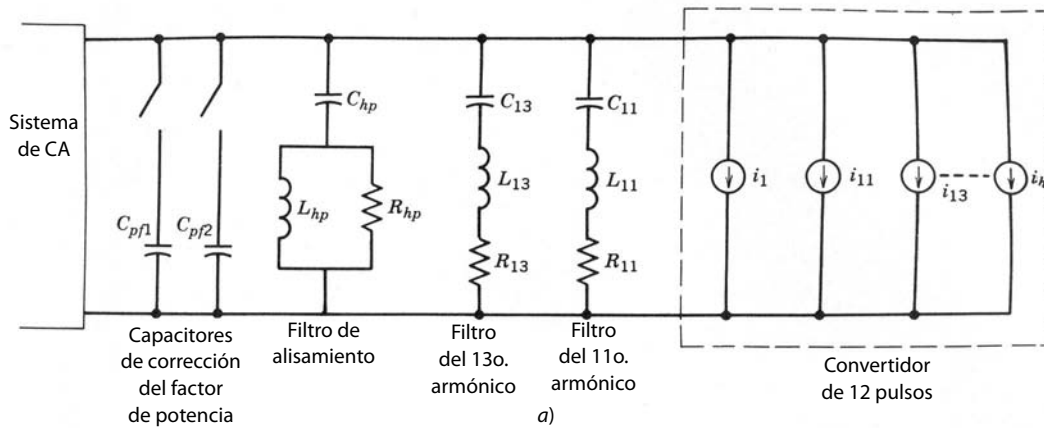 Sistema
de CA
C_pf1
C_pf2
C_hp
L_hp
R_hp
C_13
L_13
R_13
C_11
L_11
R_11
i_1
i_11
i_13
i_h
Capacitores
de corrección
del factor
de potencia
Filtro de
alisamiento
Filtro
del 13o.
armónico
Filtro
del 11o.
armónico
Convertidor
de 12 pulsos
a)